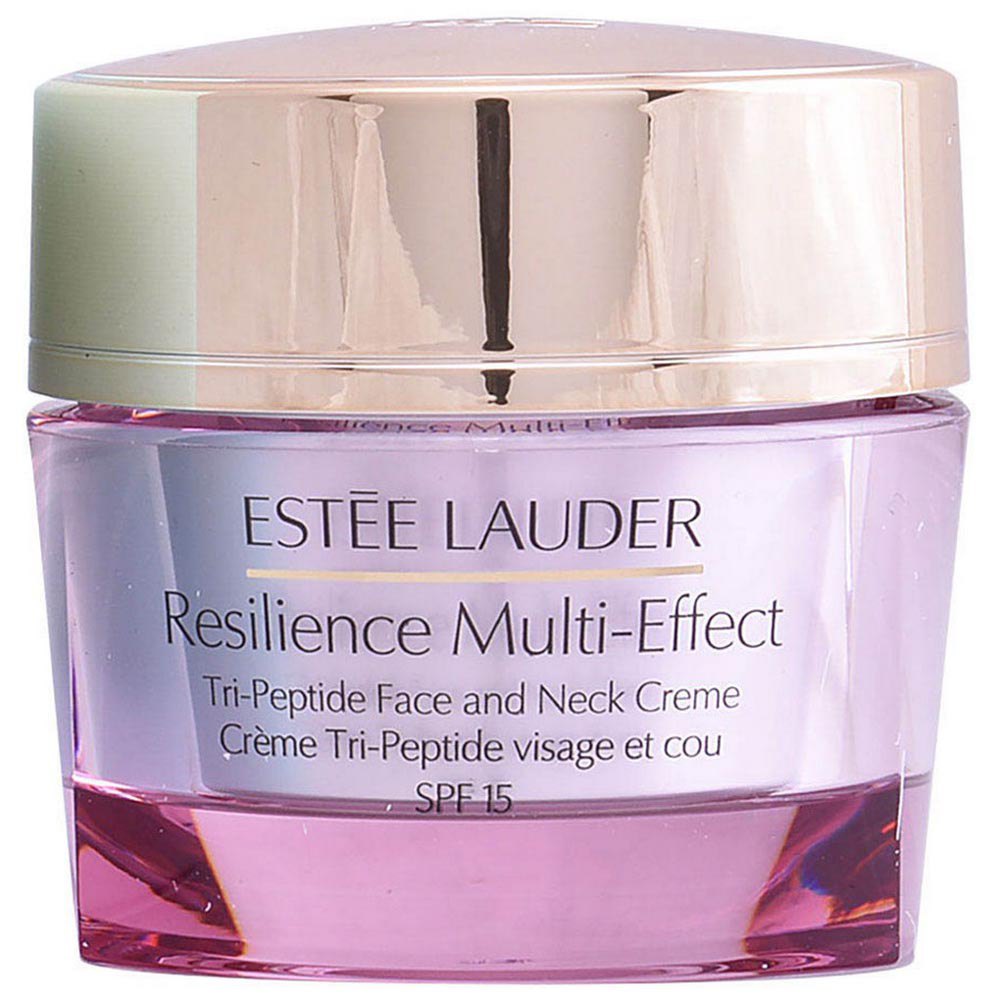 ESTĒE LAUDER
Resilience Multi-Effect
Tri-Peptide Face and Neck Creme
Crème Tri-Peptide visage et cou
SPF 15